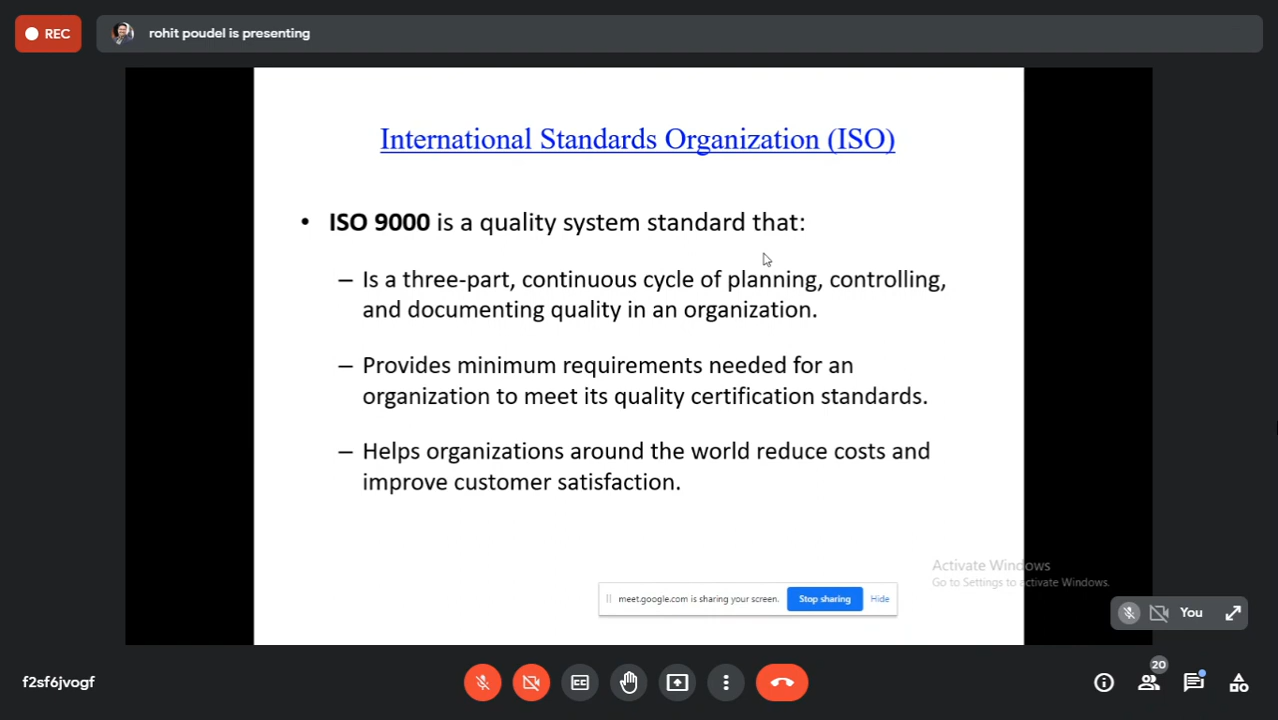 REC
rohit poudel is presenting
International Standards Organization (ISO)
• ISO 9000 is a quality system standard that:
– Is a three-part, continuous cycle of planning, controlling,
and documenting quality in an organization.
– Provides minimum requirements needed for an
organization to meet its quality certification standards.
– Helps organizations around the world reduce costs and
improve customer satisfaction.
Activate Windows
Go to Settings to activate Windows.
meet.google.com is sharing your screen.
Stop sharing
Hide
You
f2sf6jvogf
CC
20